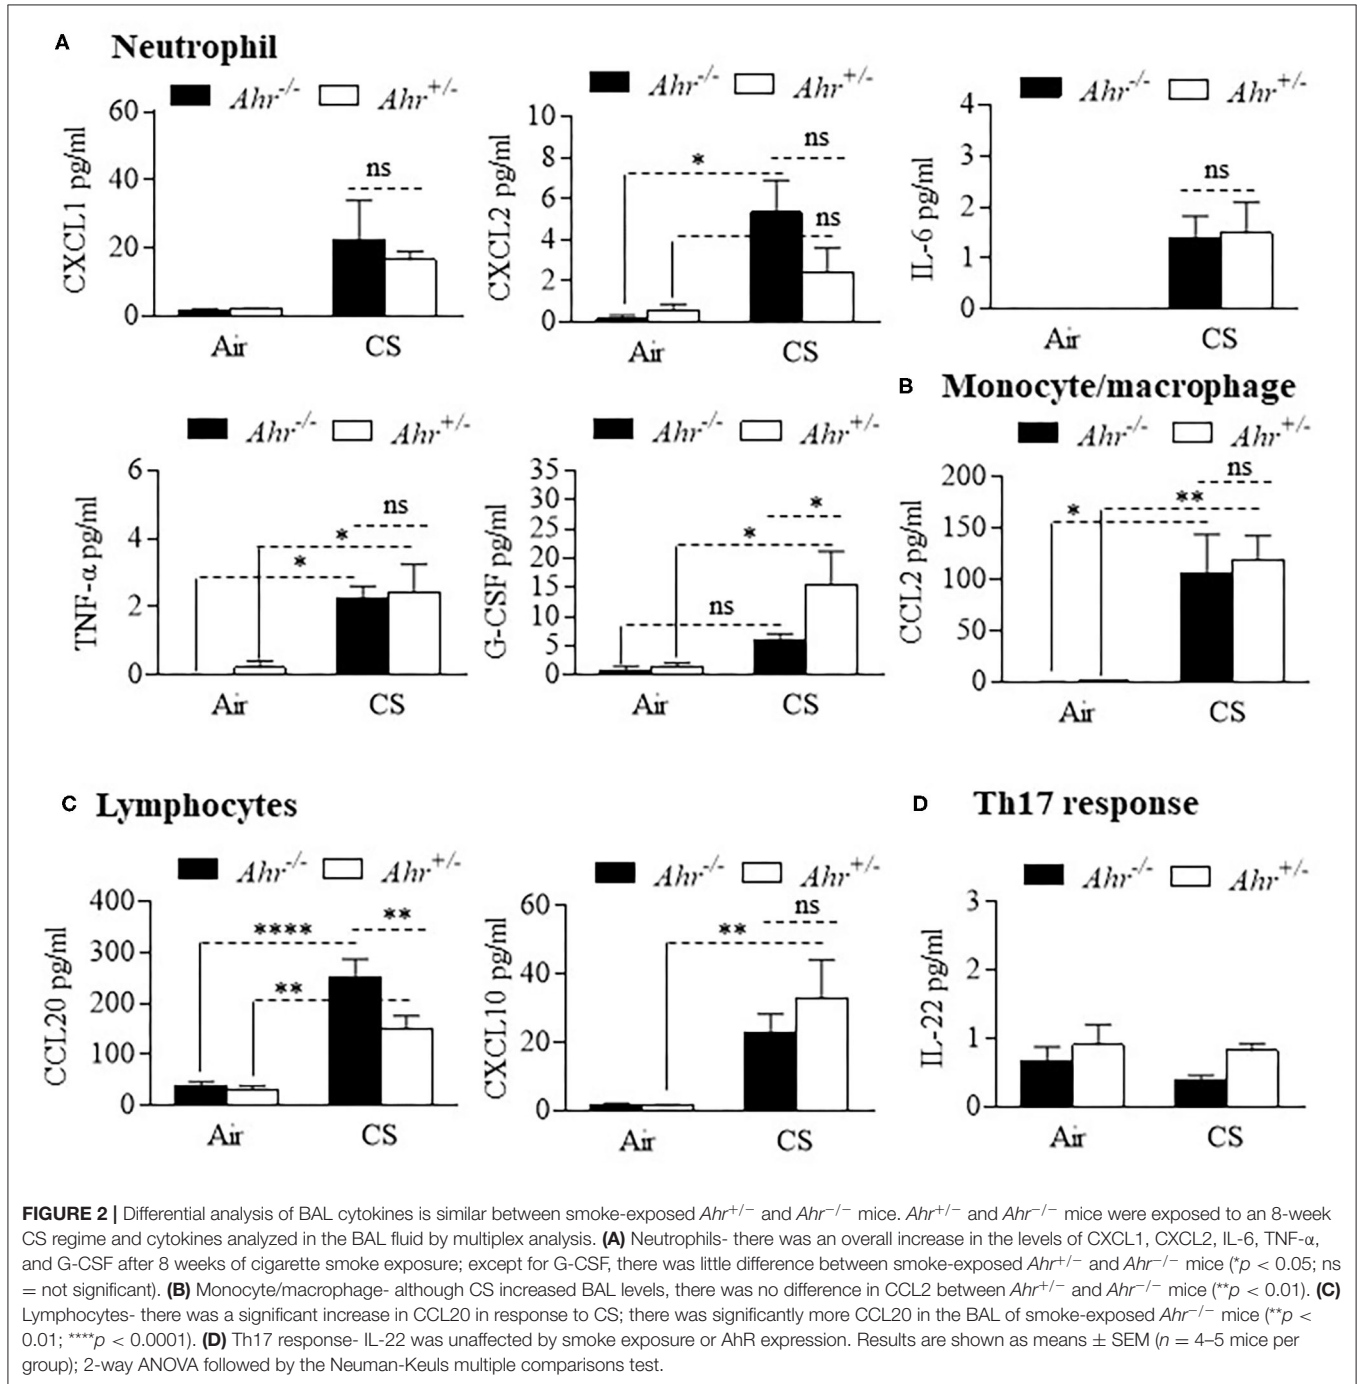 A Neutrophil
Ahr-/- Ahr+/-
60
40
20
0
CXCL1 pg/ml
ns
Air CS
Ahr-/- Ahr+/-
10
8
6
4
2
0
CXCL2 pg/ml
*
ns
ns
Air CS
Ahr-/- Ahr+/-
4
3
2
1
0
IL-6 pg/ml
ns
Air CS
Ahr-/- Ahr+/-
6
4
2
0
TNF-α pg/ml
ns
*
*
Air CS
Ahr-/- Ahr+/-
35
30
25
20
15
10
5
0
G-CSF pg/ml
*
*
ns
Air CS
B Monocyte/macrophage
Ahr-/- Ahr+/-
200
150
100
50
0
CCL2 pg/ml
ns
**
*
Air CS
C Lymphocytes
Ahr-/- Ahr+/-
400
300
200
100
0
CCL20 pg/ml
**
****
**
Air CS
Ahr-/- Ahr+/-
60
40
20
0
CXCL10 pg/ml
ns
**
Air CS
D Th17 response
Ahr-/- Ahr+/-
3
2
1
0
IL-22 pg/ml
Air CS
FIGURE 2 | Differential analysis of BAL cytokines is similar between smoke-exposed Ahr+/− and Ahr−/− mice. Ahr+/− and Ahr−/− mice were exposed to an 8-week
CS regime and cytokines analyzed in the BAL fluid by multiplex analysis. (A) Neutrophils- there was an overall increase in the levels of CXCL1, CXCL2, IL-6, TNF-α,
and G-CSF after 8 weeks of cigarette smoke exposure; except for G-CSF, there was little difference between smoke-exposed Ahr+/− and Ahr−/− mice (*p < 0.05; ns
= not significant). (B) Monocyte/macrophage- although CS increased BAL levels, there was no difference in CCL2 between Ahr+/− and Ahr−/− mice (**p < 0.01). (C)
Lymphocytes- there was a significant increase in CCL20 in response to CS; there was significantly more CCL20 in the BAL of smoke-exposed Ahr−/− mice (**p <
0.01; ****p < 0.0001). (D) Th17 response- IL-22 was unaffected by smoke exposure or AhR expression. Results are shown as means ± SEM (n = 4–5 mice per
group); 2-way ANOVA followed by the Neuman-Keuls multiple comparisons test.